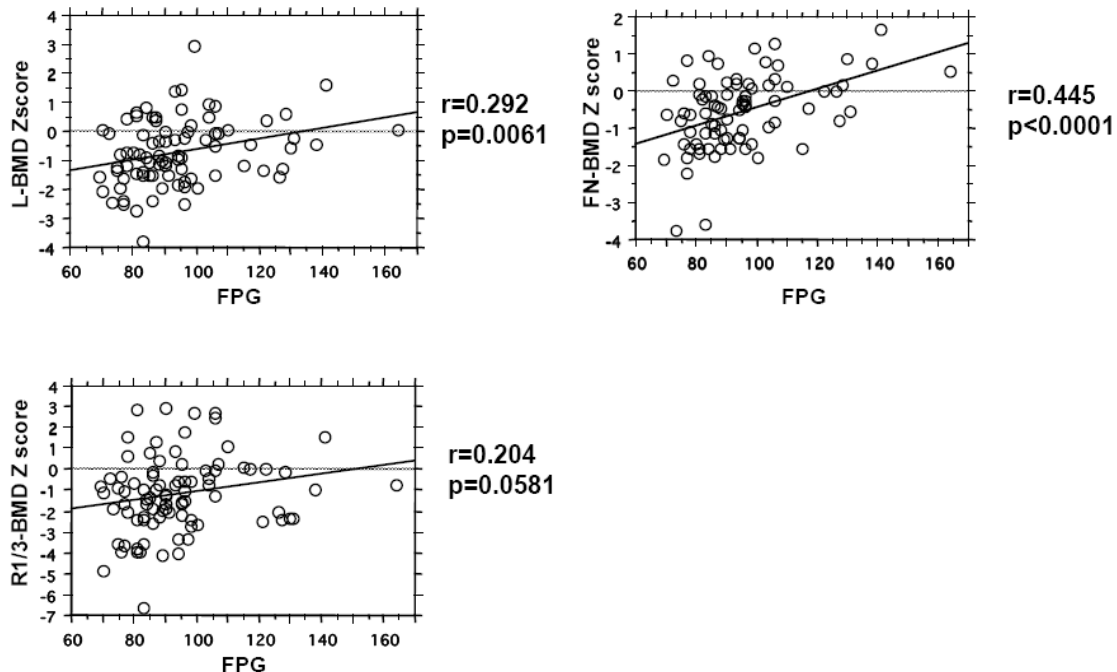 4
3
2
1
0
-1
-2
-3
-4
L-BMD Zscore
60 80 100 120 140 160
FPG
r=0.292
p=0.0061
2
1
0
-1
-2
-3
-4
FN-BMD Z score
60 80 100 120 140 160
FPG
r=0.445
p<0.0001
4
3
2
1
0
-1
-2
-3
-4
-5
-6
-7
R1/3-BMD Z score
60 80 100 120 140 160
FPG
r=0.204
p=0.0581